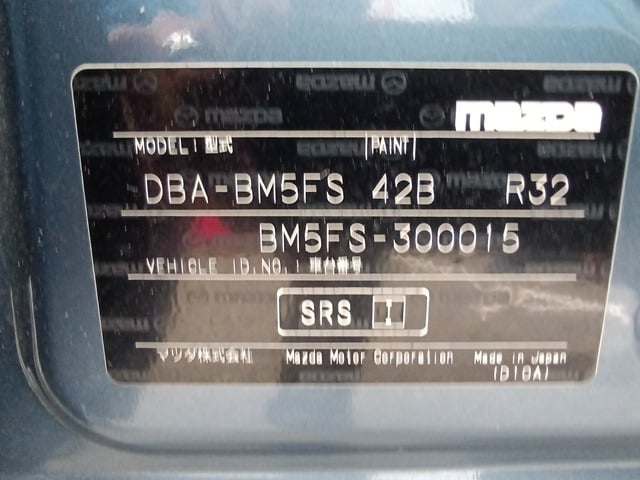 mazda
MODEL:型式 PAINT
DBA-BM5FS 42B R32
BM5FS-300015
VEHICLE ID.NO.:車台番号
SRS I
マツダ株式会社 Mazda Motor Corporation Made in Japan
(D10A)